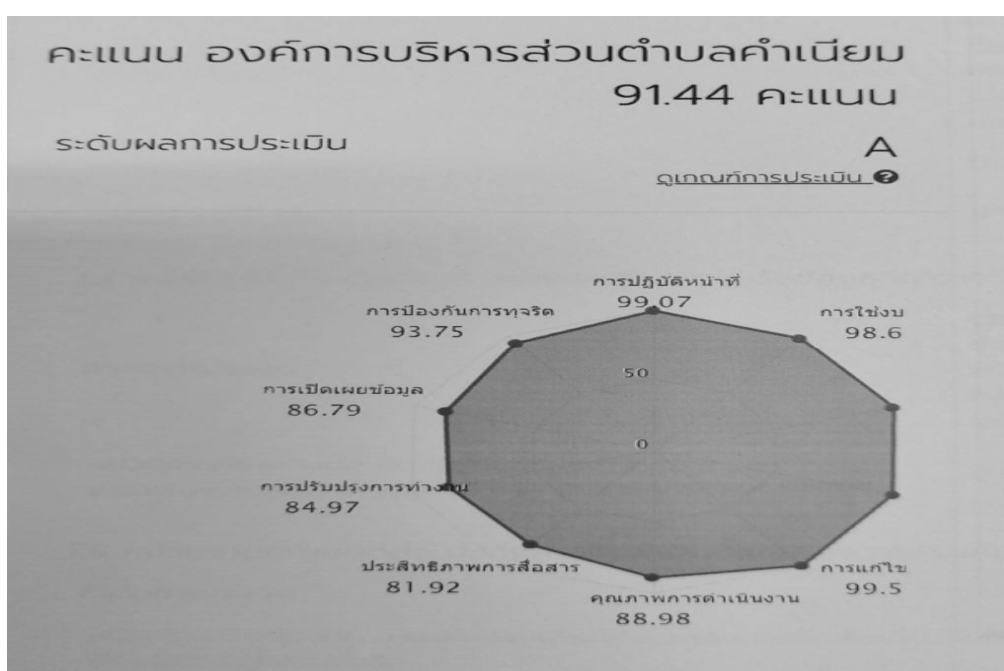 คะแนน องค์การบริหารส่วนตำบลคำเนียม
91.44 คะแนน
ระดับผลการประเมิน
A
ดูเกณฑ์การประเมิน ?
การปฏิบัติหน้าที่
99.07
การใช้งบ
98.6
การป้องกันการทุจริต
93.75
50
การเปิดเผยข้อมูล
86.79
0
การปรับปรุงการทำงาน
84.97
ประสิทธิภาพการสื่อสาร
81.92
การแก้ไข
99.5
คุณภาพการดำเนินงาน
88.98